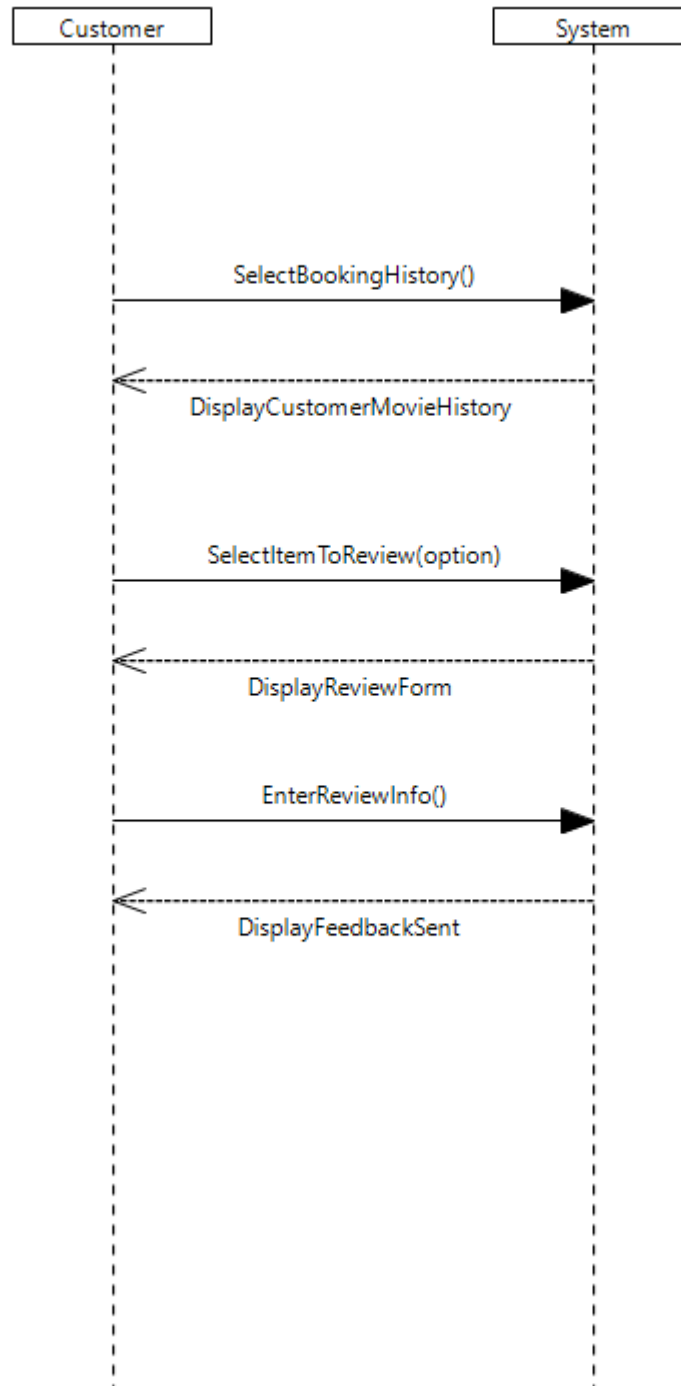 Customer
System
SelectBookingHistory()
DisplayCustomerMovieHistory
SelectItemToReview(option)
DisplayReviewForm
EnterReviewInfo()
DisplayFeedbackSent